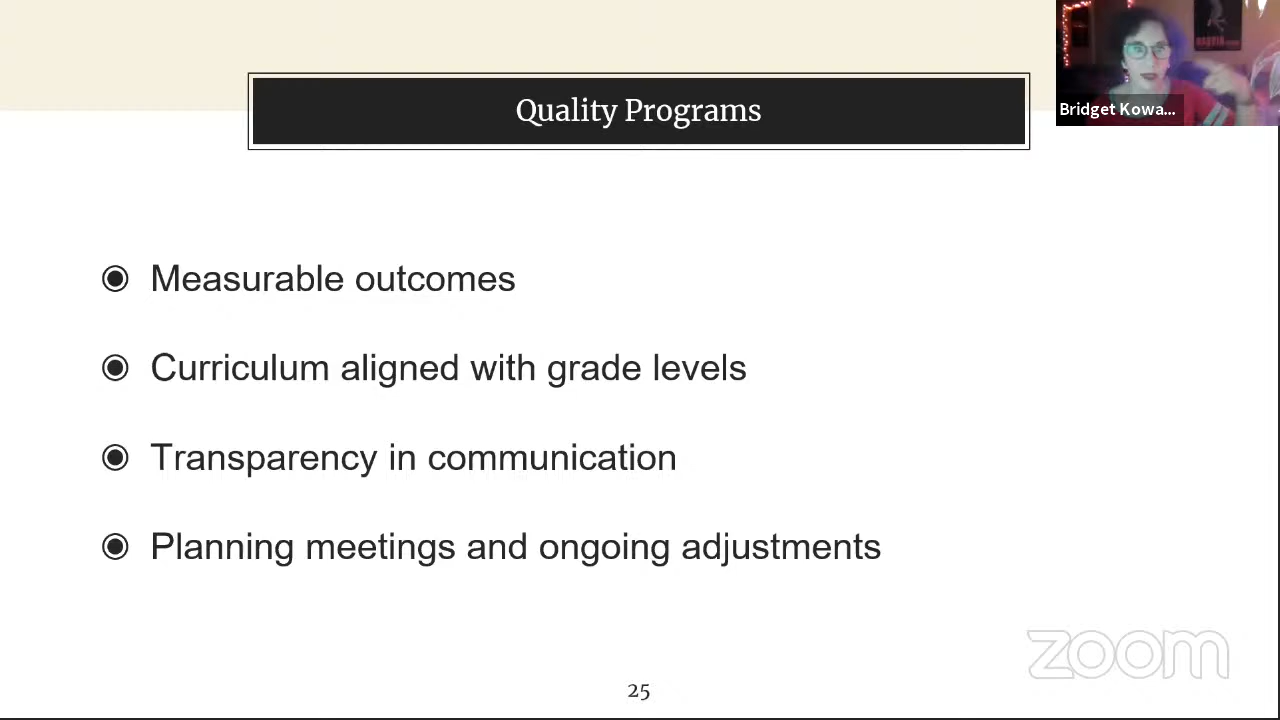 Quality Programs
Bridget Kowa...
Measurable outcomes
Curriculum aligned with grade levels
Transparency in communication
Planning meetings and ongoing adjustments
zoom
25